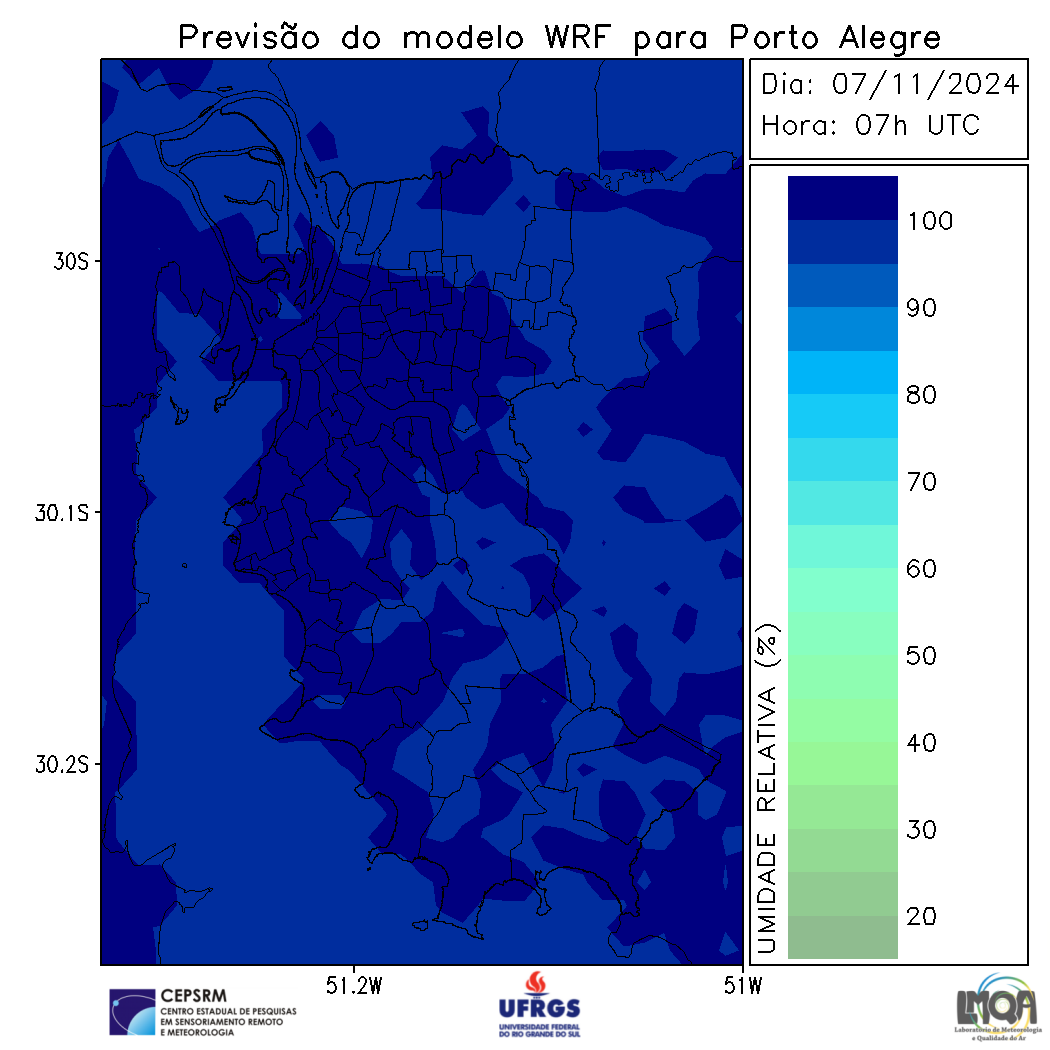 Previsão do modelo WRF para Porto Alegre
Dia: 07/11/2024
Hora: 07h UTC
100
90
80
70
60
50
40
30
20
UMIDADE RELATIVA (%)
30S
30.1S
30.2S
51.2W
51W
CEPSRM
CENTRO ESTADUAL DE PESQUISAS
EM SENSORIAMENTO REMOTO
E METEOROLOGIA
UFRGS
UNIVERSIDADE FEDERAL
DO RIO GRANDE DO SUL
LMQA
Laboratório de Meteorologia
e Qualidade do Ar